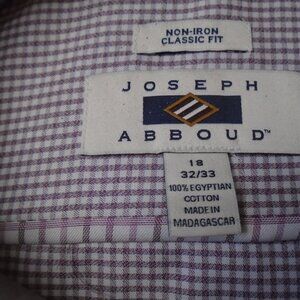 NON-IRON
CLASSIC FIT
JOSEPH
ABBOUD™
18
32/33
100% EGYPTIAN
COTTON
MADE IN
MADAGASCAR